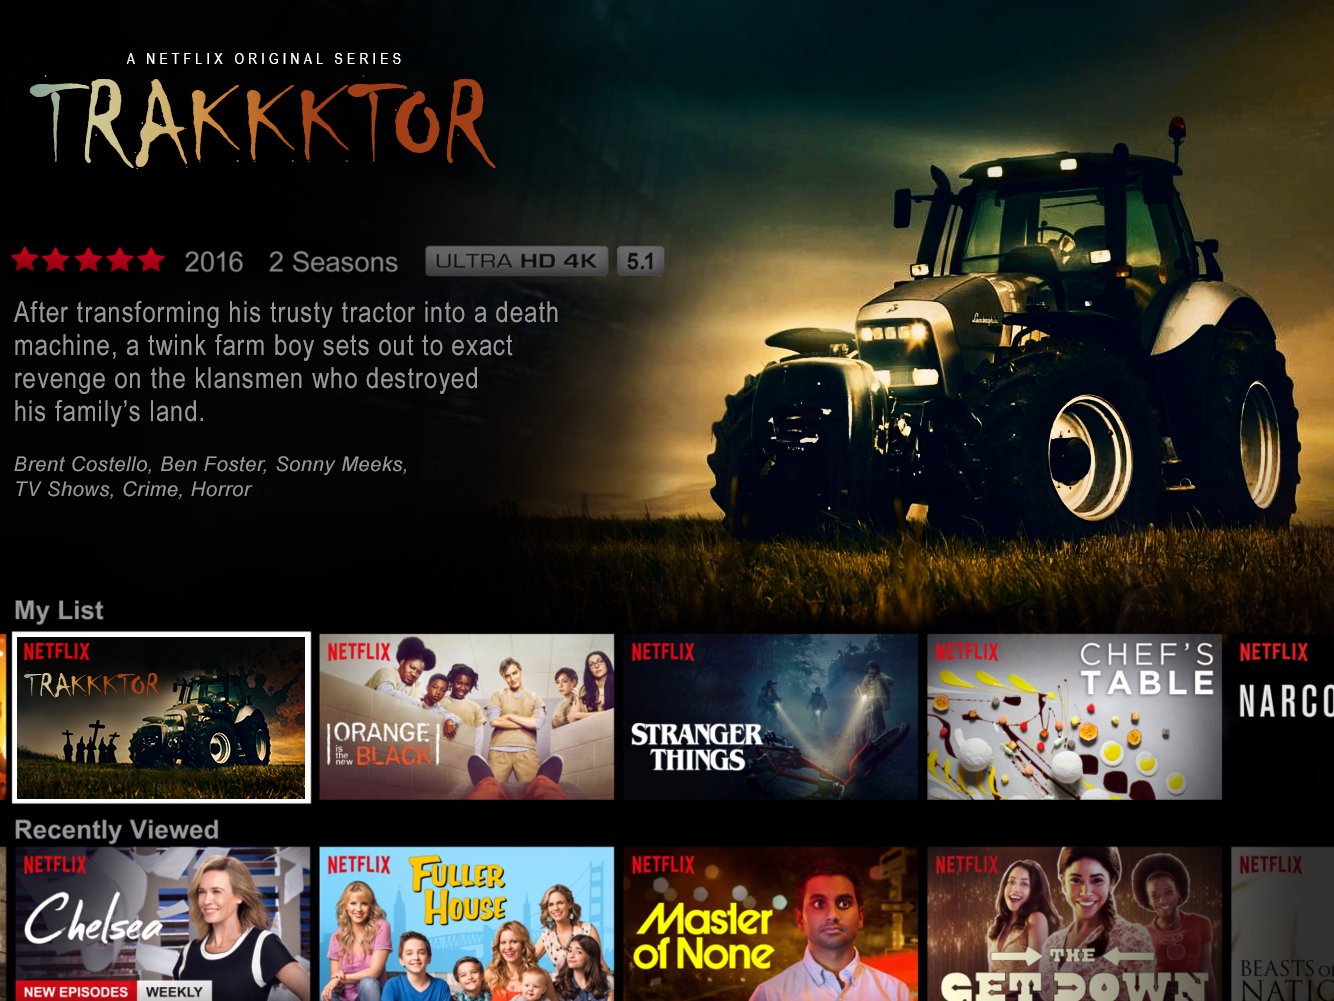 A NETFLIX ORIGINAL SERIES
TRAKKKTOR
2016 2 Seasons ULTRA HD 4K 5.1
After transforming his trusty tractor into a death
machine, a twink farm boy sets out to exact
revenge on the klansmen who destroyed
his family’s land.
Brent Costello, Ben Foster, Sonny Meeks,
TV Shows, Crime, Horror
My List
NETFLIX
TRAKKKTOR
NETFLIX
ORANGE
is the new BLACK
NETFLIX
STRANGER
THINGS
NETFLIX
CHEF'S
TABLE
NETFLIX
NARCO
Recently Viewed
NETFLIX
Chelsea
NEW EPISODES WEEKLY
NETFLIX
FULLER
HOUSE
NETFLIX
Master
of None
NETFLIX
THE
GET DOWN
NETFLIX
BEASTS
NATI